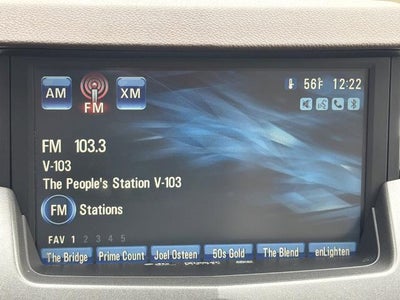 AM FM XM 56°F 12:22
FM 103.3
V-103
The People's Station V-103
FM Stations
FAV 1 2 3 4 5
The Bridge Prime Count Joel Osteen 50s Gold The Blend enLighten